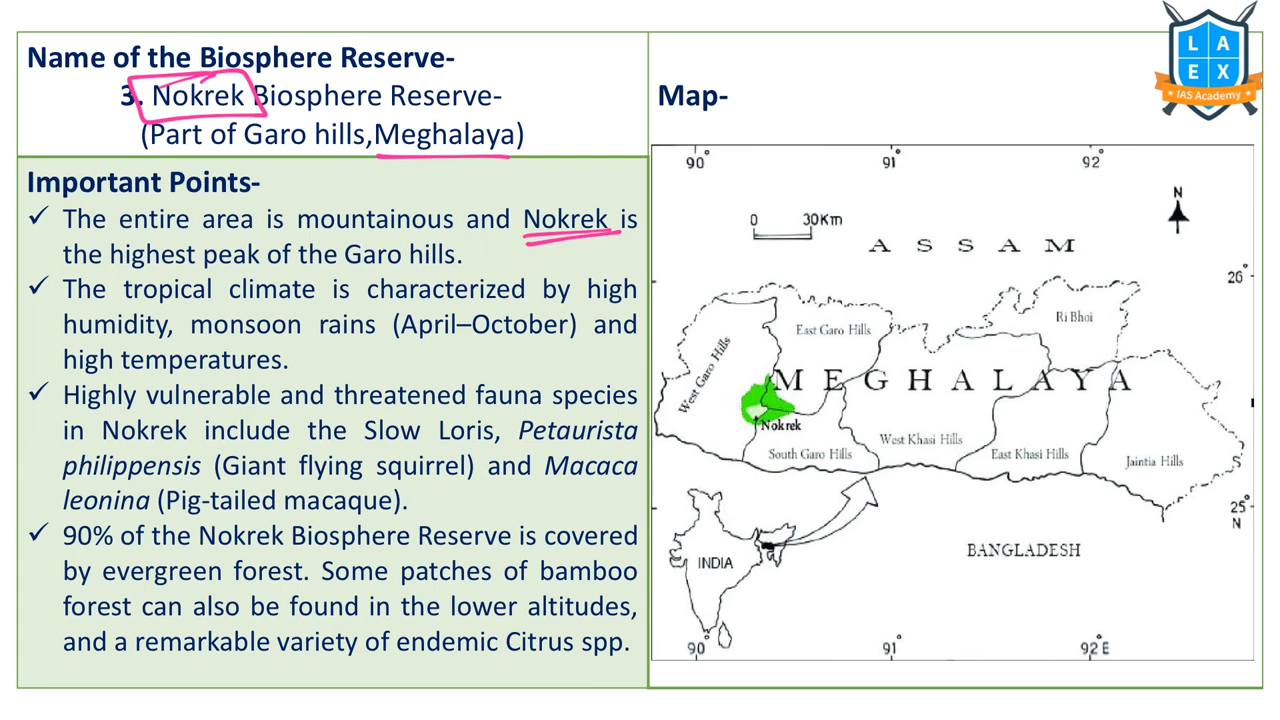 Name of the Biosphere Reserve-
3. Nokrek Biosphere Reserve-
(Part of Garo hills,Meghalaya)
Important Points-
✓ The entire area is mountainous and Nokrek is
the highest peak of the Garo hills.
✓ The tropical climate is characterized by high
humidity, monsoon rains (April–October) and
high temperatures.
✓ Highly vulnerable and threatened fauna species
in Nokrek include the Slow Loris, Petaurista
philippensis (Giant flying squirrel) and Macaca
leonina (Pig-tailed macaque).
✓ 90% of the Nokrek Biosphere Reserve is covered
by evergreen forest. Some patches of bamboo
forest can also be found in the lower altitudes,
and a remarkable variety of endemic Citrus spp.
Map-
L A
E X
IAS Academy
90° 91° 92°
N
0 30Km
A S S A M
26°
Ri Bhoi
East Garo Hills
West Garo Hills
M E G H A L A Y A
Nokrek
South Garo Hills
West Khasi Hills
East Khasi Hills
Jaintia Hills
S
25°
N
BANGLADESH
INDIA
90° 91° 92°E